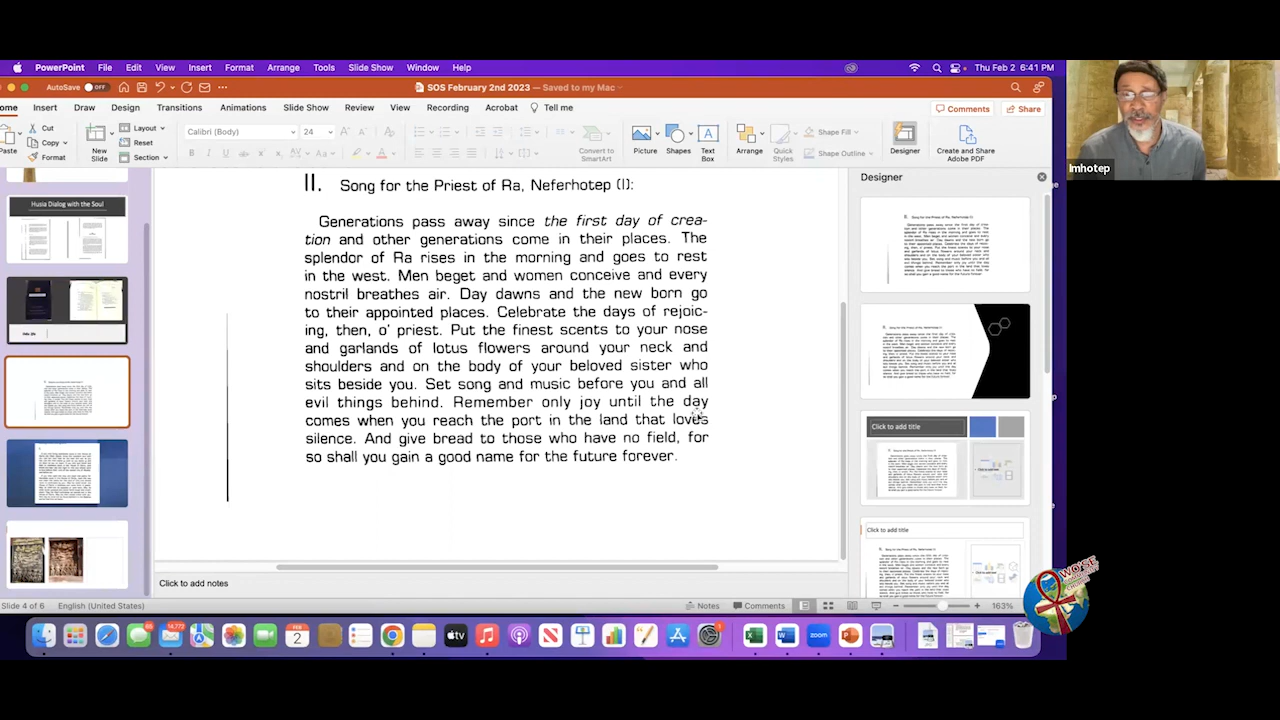 PowerPoint File Edit View Insert Format Arrange Tools Slide Show Window Help Thu Feb 2 6:41 PM
AutoSave OFF SOS February 2nd 2023 — Saved to my Mac
ome Insert Draw Design Transitions Animations Slide Show Review View Recording Acrobat Tell me Comments Share
Paste Cut Copy Format New Slide Layout Reset Section Calibri (Body) 24 Convert to SmartArt Picture Shapes Text Box Arrange Quick Styles Shape Fill Shape Outline Designer Create and Share Adobe PDF
Imhotep
Husia Dialog with the Soul
Designer
II. Song for the Priest of Ra, Neferhotep (I):
Generations pass away since the first day of crea-
tion and other generations come in their places. The
splendor of Ra rises in the morning and goes to rest
in the west. Men beget and women conceive and every
nostril breathes air. Day dawns and the new born go
to their appointed places. Celebrate the days of rejoic-
ing, then, o' priest. Put the finest scents to your nose
and garlands of lotus flowers around your neck and
shoulders and on the body of your beloved sister who
sits beside you. Set song and music before you and all
evil things behind. Remember only joy until the day
comes when you reach the port in the land that loves
silence. And give bread to those who have no field, for
so shall you gain a good name for the future forever.
Click to add title
Click to add title
Click to add notes
Slide 4 of 6 English (United States) Notes Comments 163%
FEB 2 tv zoom